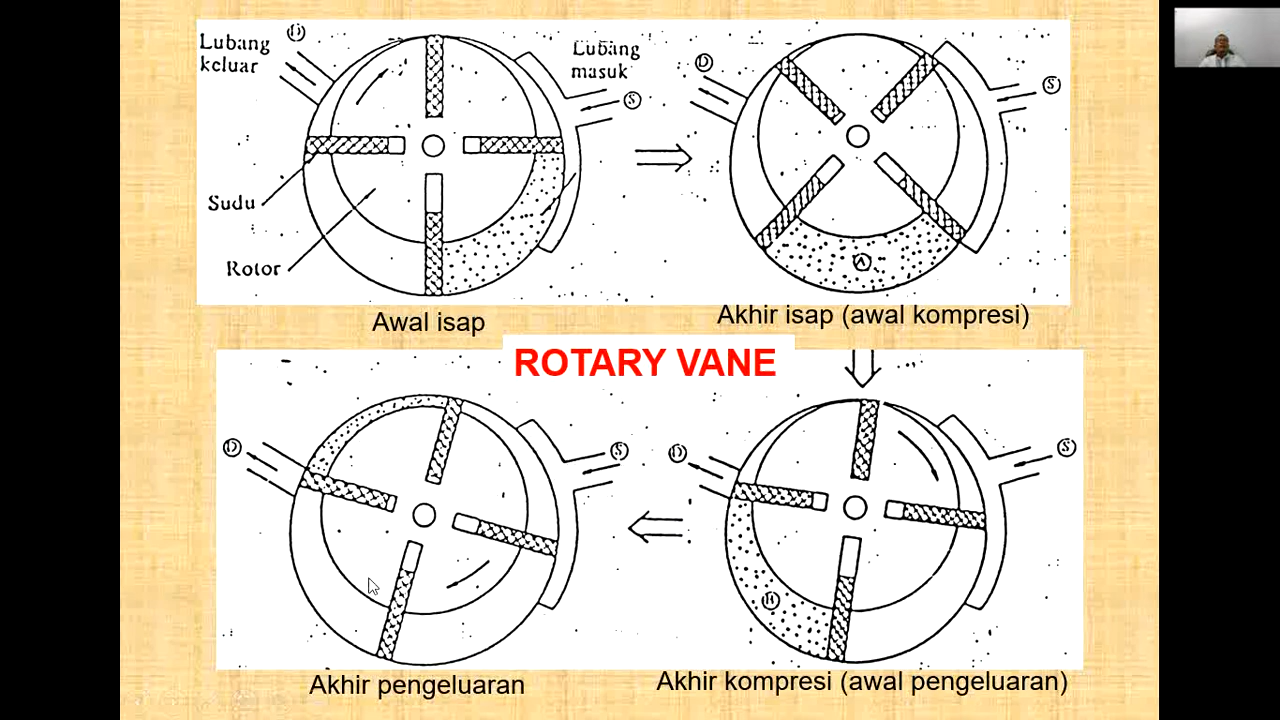 Lubang
keluar
D
Lubang
masuk
S
Sudu
Rotor
D
S
A
Awal isap
Akhir isap (awal kompresi)
ROTARY VANE
D
S
D
S
B
Akhir pengeluaran
Akhir kompresi (awal pengeluaran)